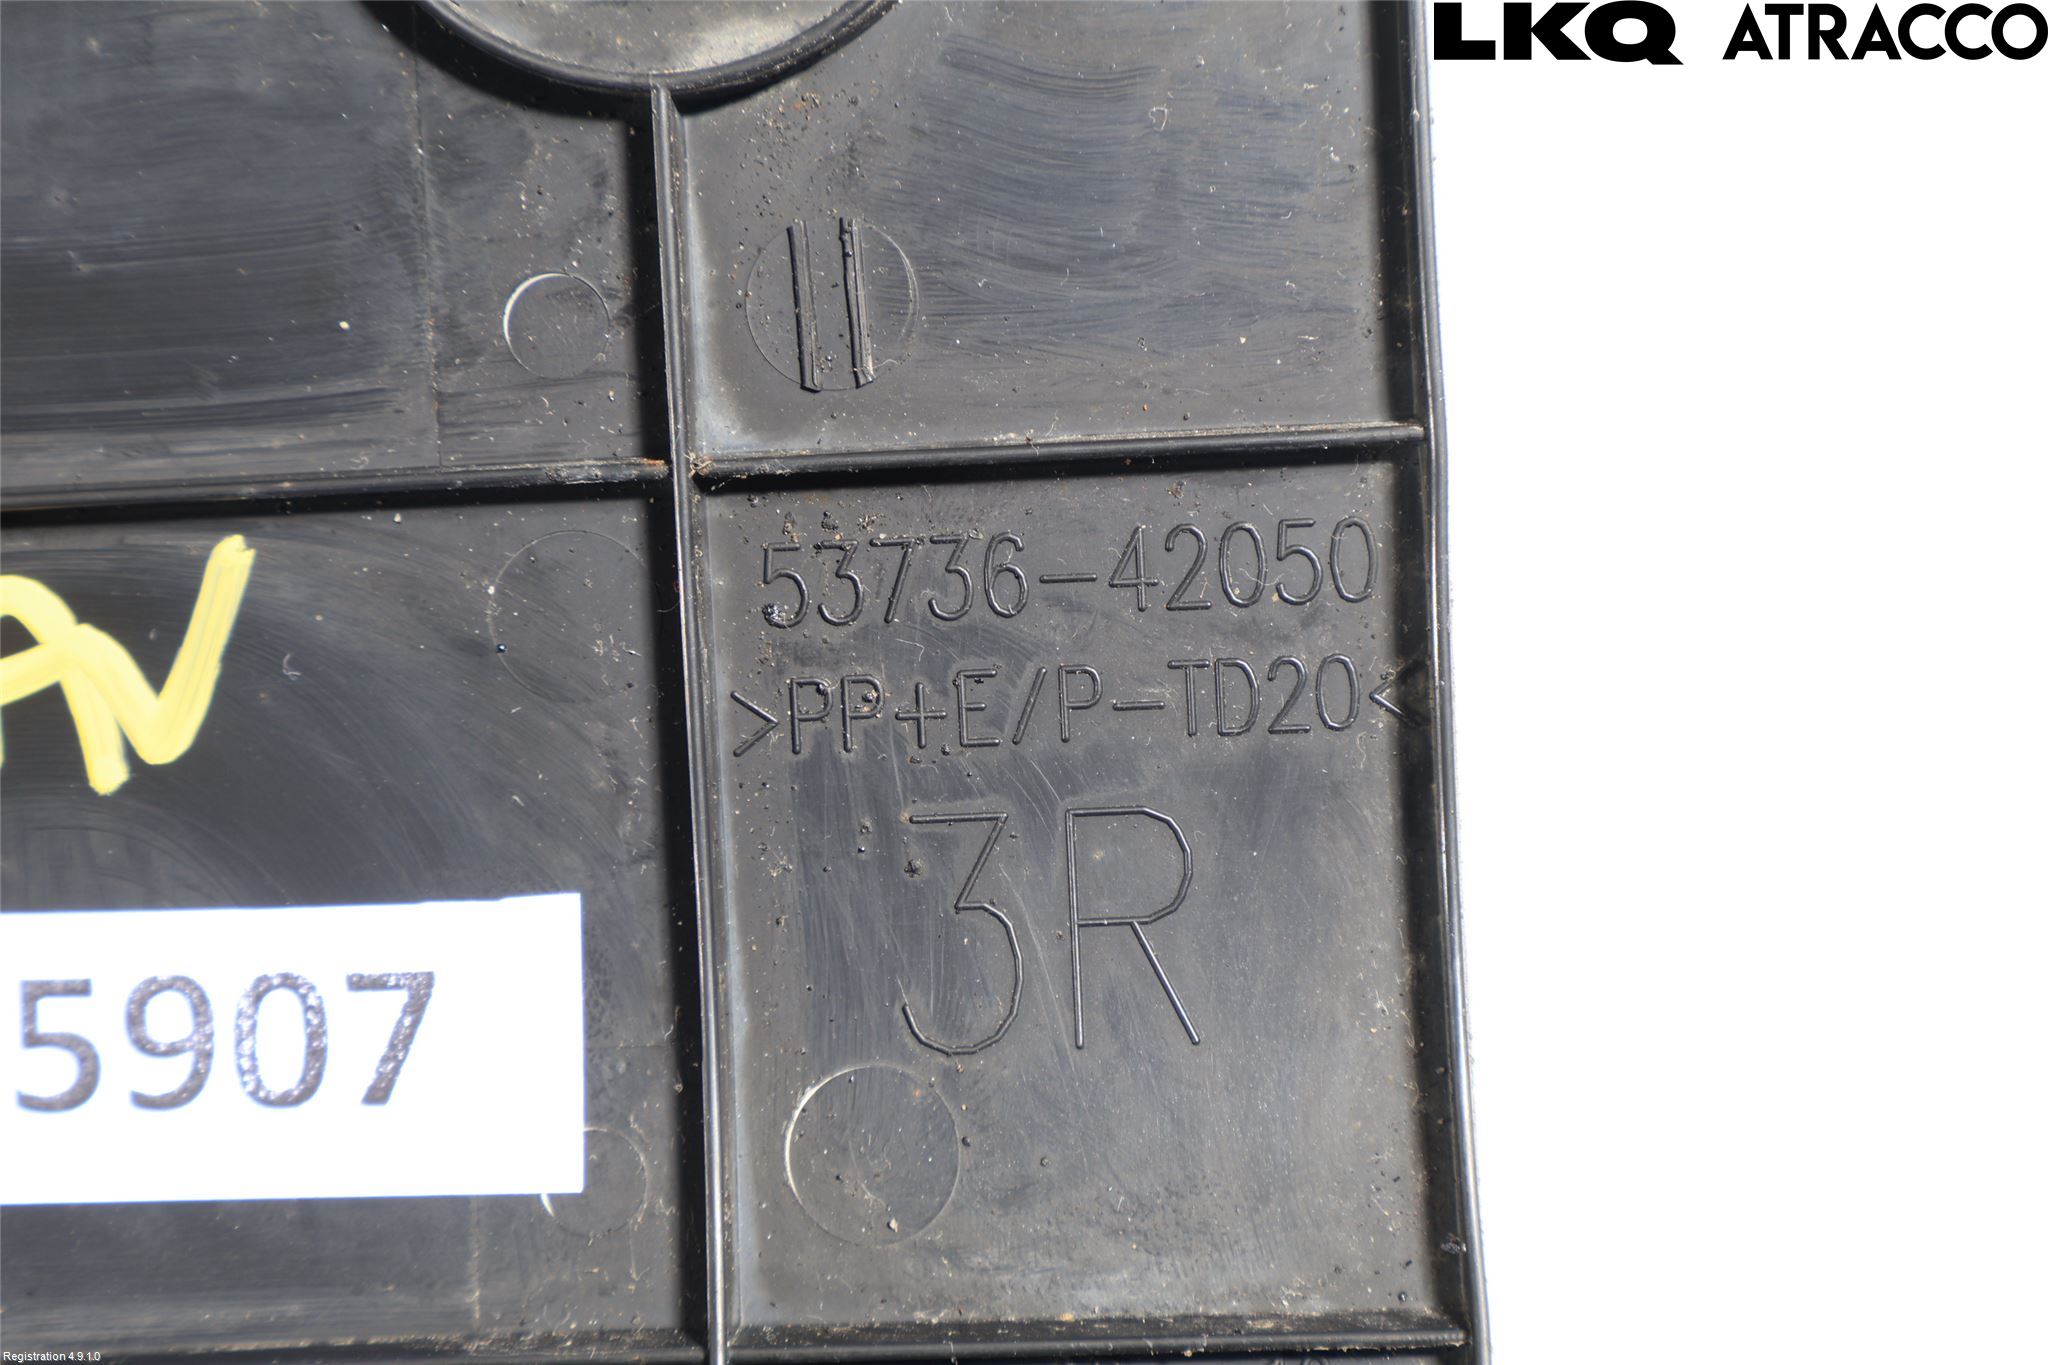 LKQ ATRACCO
53736-42050
>PP+E/P-TD20<
3R
5907
Registration 4.9.1.0